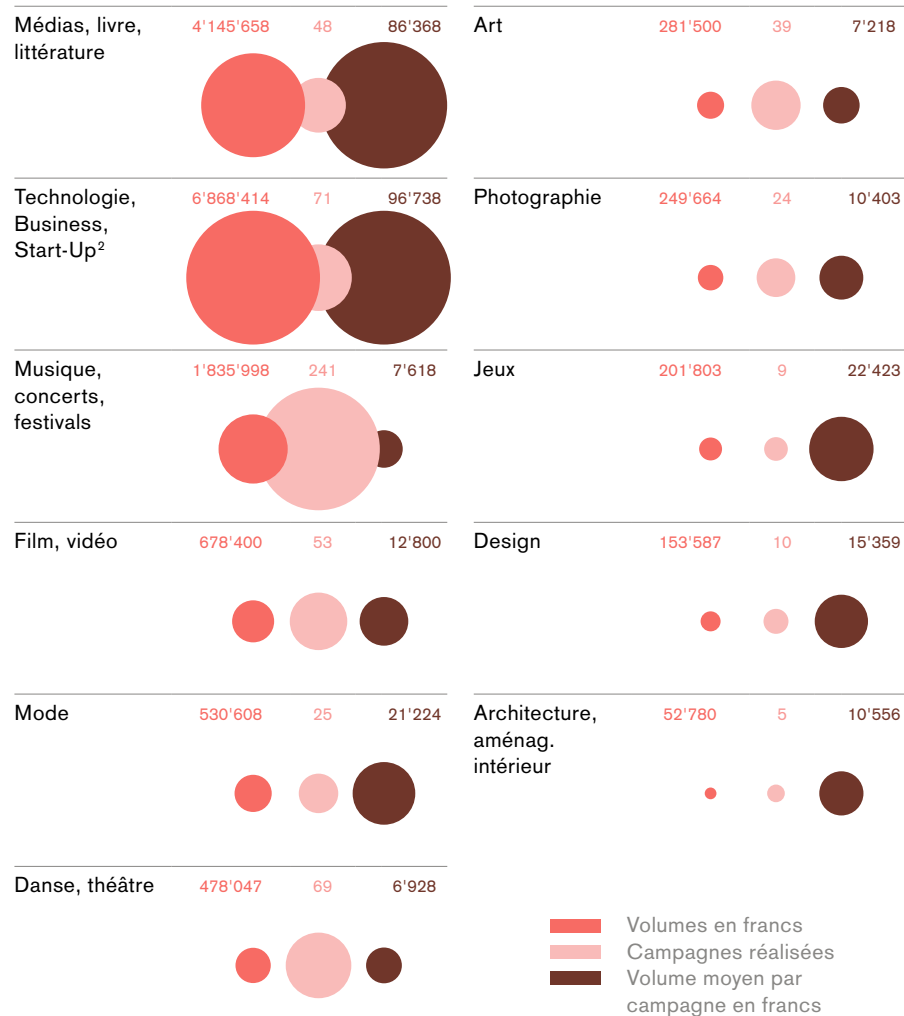 Médias, livre, 4'145'658 48 86'368
littérature
Technologie, 6'868'414 71 96'738
Business,
Start-Up²
Musique, 1'835'998 241 7'618
concerts,
festivals
Film, vidéo 678'400 53 12'800
Mode 530'608 25 21'224
Danse, théâtre 478'047 69 6'928
Art 281'500 39 7'218
Photographie 249'664 24 10'403
Jeux 201'803 9 22'423
Design 153'587 10 15'359
Architecture, 52'780 5 10'556
aménag.
intérieur
Volumes en francs
Campagnes réalisées
Volume moyen par
campagne en francs